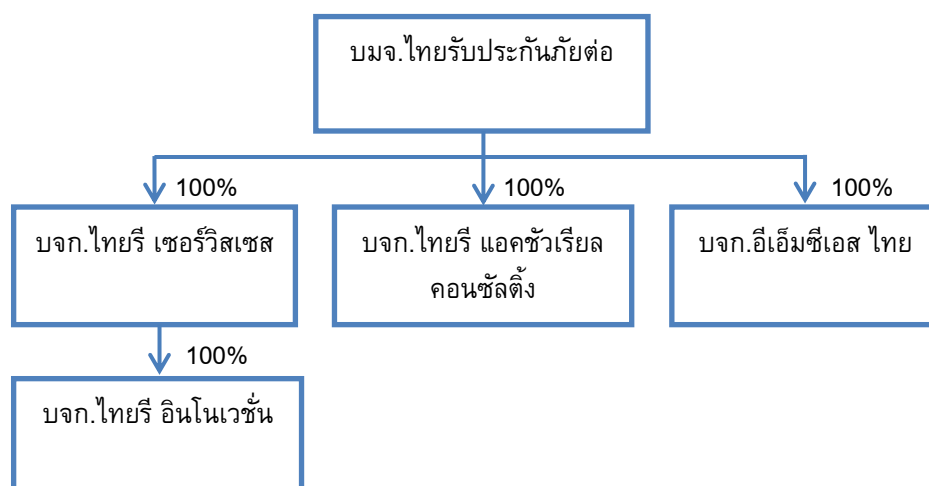 บมจ.ไทยรับประกันภัยต่อ
100%
100%
100%
บจก.ไทยรี เซอร์วิสเซส
บจก.ไทยรี แอคชัวเรียล
คอนซัลติ้ง
บจก.อีเอ็มซีเอส ไทย
100%
บจก.ไทยรี อินโนเวชั่น